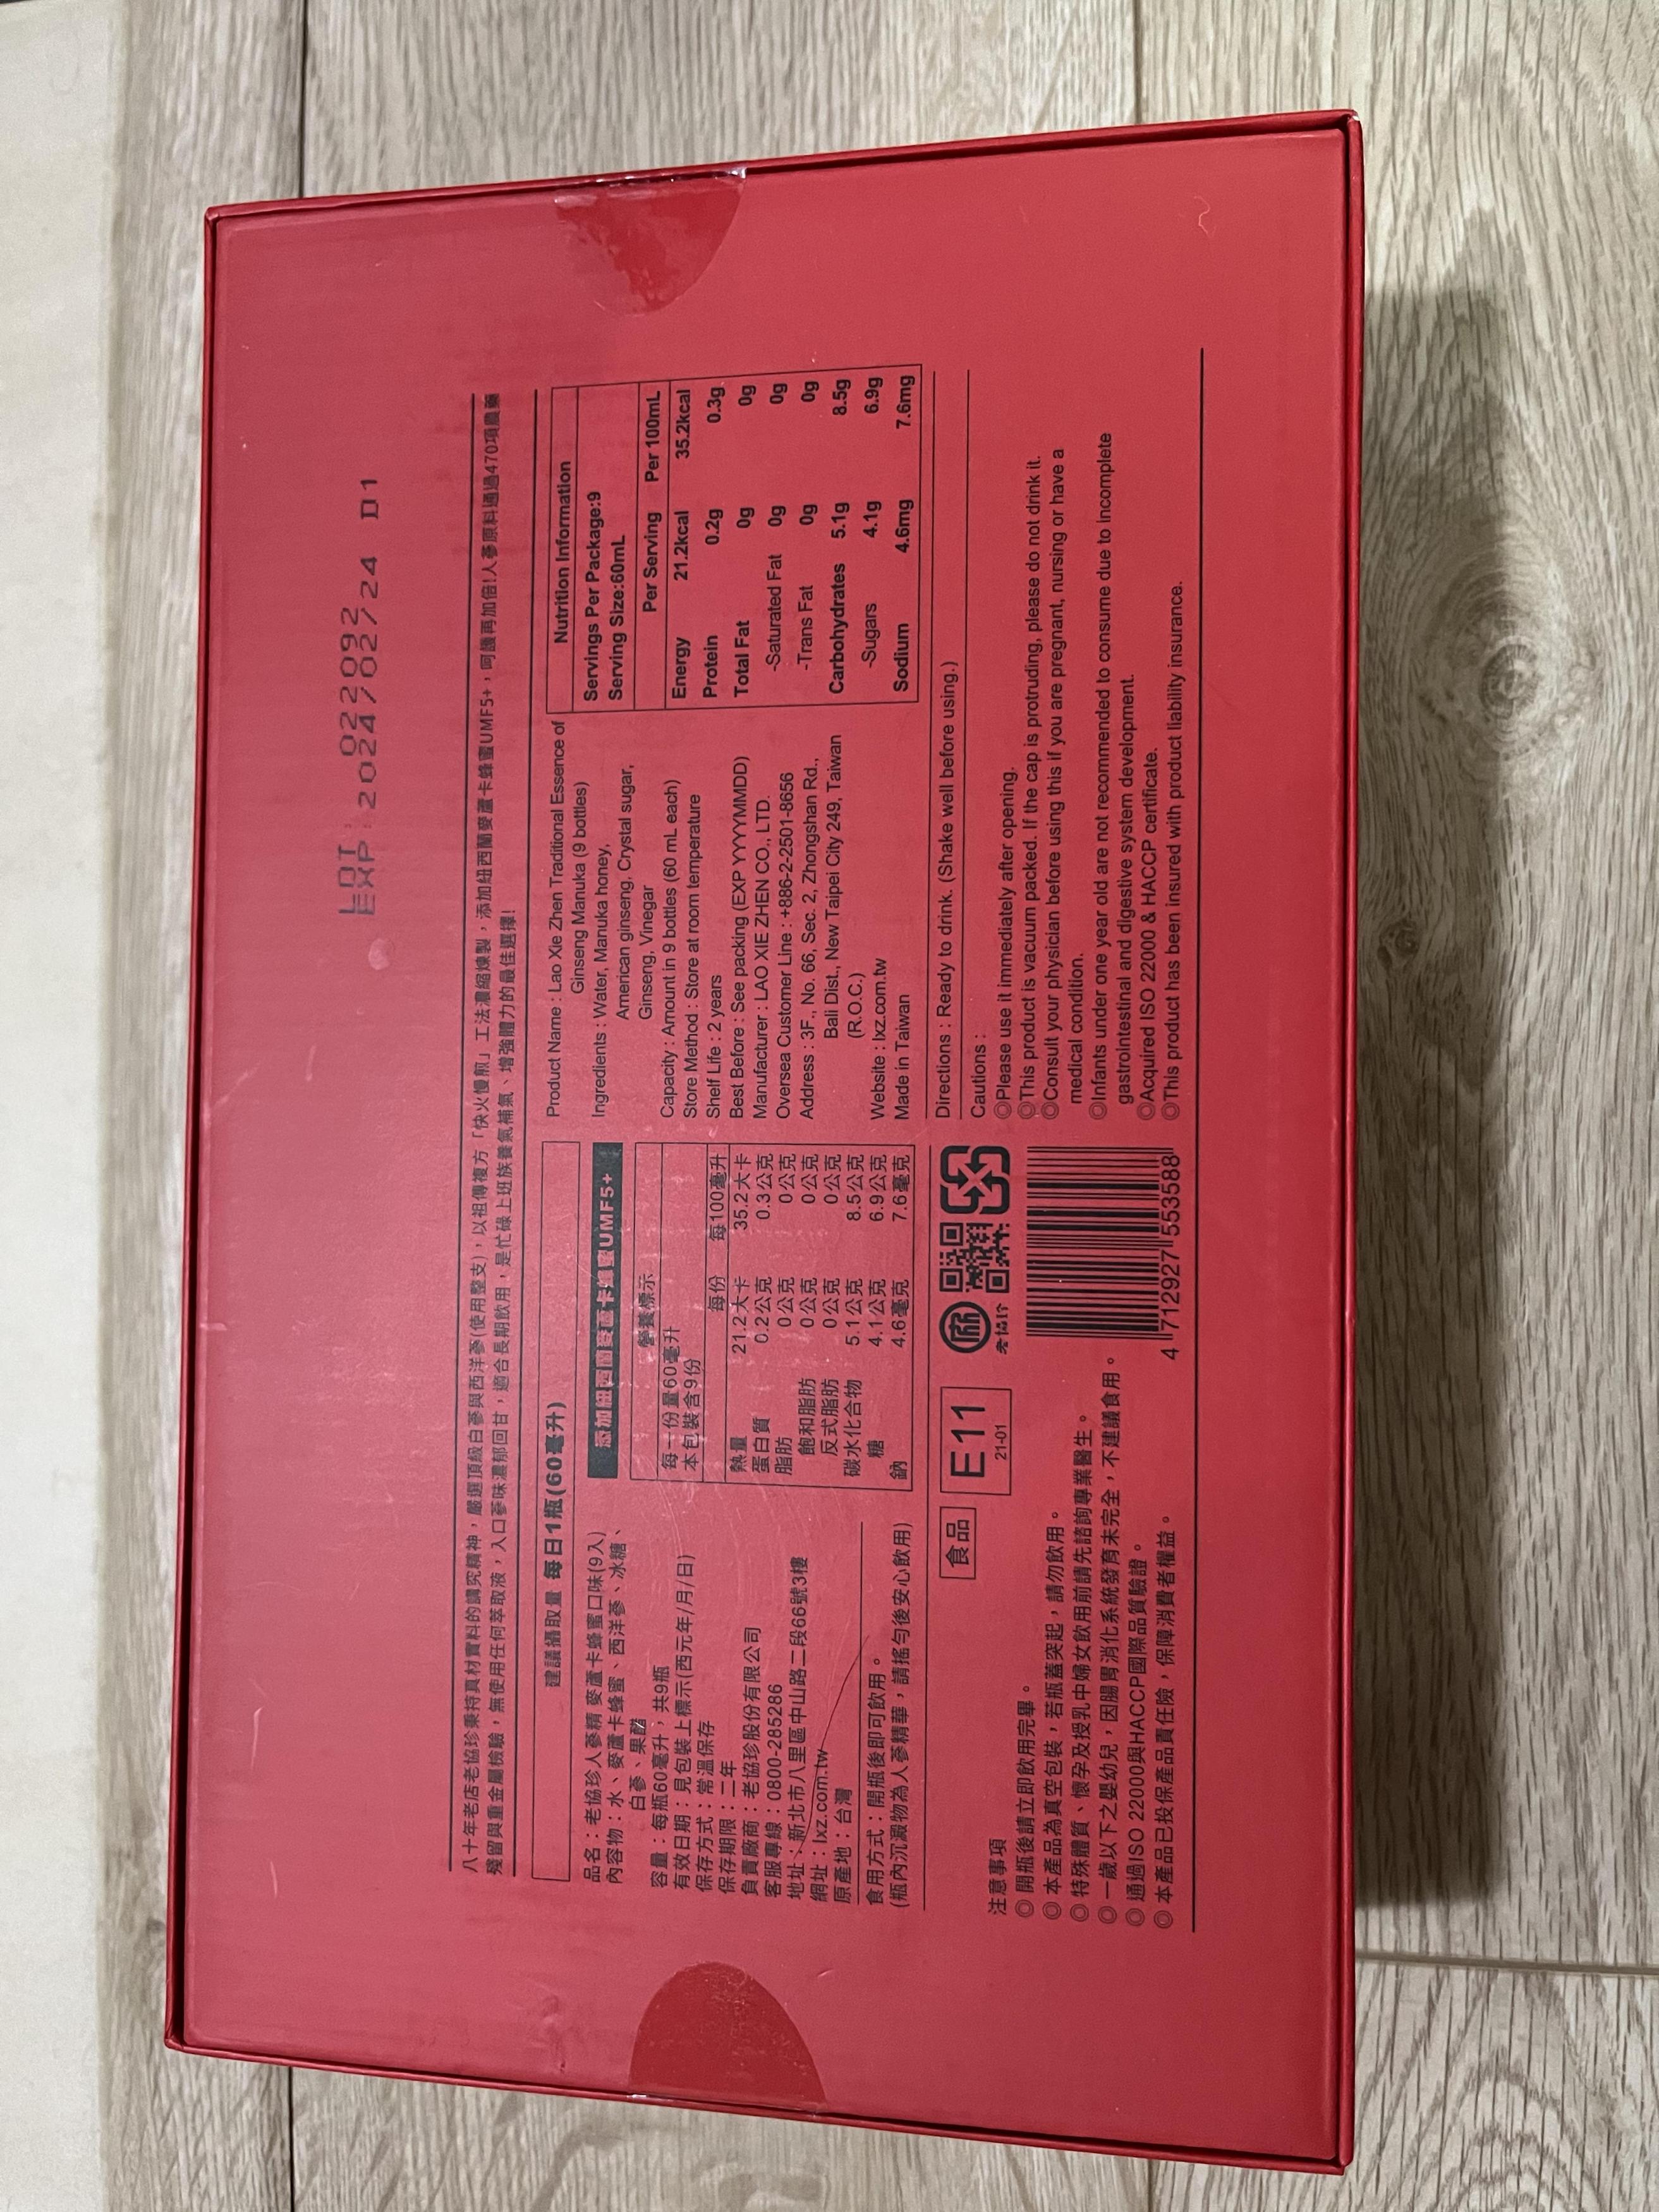 LOT: 022092
EXP: 2024/02/24 D1
八十年老店老協珍秉持真材實料的講究精神，嚴選頂級白蔘與西洋蔘(使用整支)，以祖傳複方「快火慢煎」工法濃縮煉製，添加紐西蘭麥蘆卡蜂蜜UMF5+，呵護再加倍!人蔘原料通過470項農藥
殘留與重金屬檢驗，無使用任何萃取液，入口蔘味濃郁回甘，適合長期飲用，是忙碌上班族養氣補氣、增強體力的最佳選擇!
建議攝取量 每日1瓶(60毫升)
品名：老協珍人蔘精 麥蘆卡蜂蜜口味(9入)
內容物：水、麥蘆卡蜂蜜、西洋蔘、冰糖、
白蔘、果醋
容量：每瓶60毫升，共9瓶
有效日期：見包裝上標示(西元年/月/日)
保存方式：常溫保存
保存期限：二年
負責廠商：老協珍股份有限公司
客服專線：0800-285286
地址：新北市八里區中山路二段66號3樓
網址：lxz.com.tw
原產地：台灣
食用方式：開瓶後即可飲用。
(瓶內沉澱物為人蔘精華，請搖勻後安心飲用)
添加紐西蘭麥蘆卡蜂蜜UMF5+
營養標示
每一份量60毫升
本包裝含9份
每份 每100毫升
熱量 21.2大卡 35.2大卡
蛋白質 0.2公克 0.3公克
脂肪 0公克 0公克
飽和脂肪 0公克 0公克
反式脂肪 0公克 0公克
碳水化合物 5.1公克 8.5公克
糖 4.1公克 6.9公克
鈉 4.6毫克 7.6毫克
食品
E11
21-01
老協珍
4 712927 553588
注意事項
◎開瓶後請立即飲用完畢。
◎本產品為真空包裝，若瓶蓋突起，請勿飲用。
◎特殊體質、懷孕及授乳中婦女飲用前請先諮詢專業醫生。
◎一歲以下之嬰幼兒，因腸胃消化系統發育未完全，不建議食用。
◎通過ISO 22000與HACCP國際品質驗證。
◎本產品已投保產品責任險，保障消費者權益。
Product Name : Lao Xie Zhen Traditional Essence of
Ginseng Manuka (9 bottles)
Ingredients : Water, Manuka honey,
American ginseng, Crystal sugar,
Ginseng, Vinegar
Capacity : Amount in 9 bottles (60 mL each)
Store Method : Store at room temperature
Shelf Life : 2 years
Best Before : See packing (EXP YYYYMMDD)
Manufacturer : LAO XIE ZHEN CO., LTD.
Oversea Customer Line : +886-2-2501-8656
Address : 3F., No. 66, Sec. 2, Zhongshan Rd.,
Bali Dist., New Taipei City 249, Taiwan
(R.O.C.)
Website : lxz.com.tw
Made in Taiwan
Nutrition Information
Servings Per Package:9
Serving Size:60mL
Per Serving Per 100mL
Energy 21.2kcal 35.2kcal
Protein 0.2g 0.3g
Total Fat 0g 0g
-Saturated Fat 0g 0g
-Trans Fat 0g 0g
Carbohydrates 5.1g 8.5g
-Sugars 4.1g 6.9g
Sodium 4.6mg 7.6mg
Directions : Ready to drink. (Shake well before using.)
Cautions :
◎Please use it immediately after opening.
◎This product is vacuum packed. If the cap is protruding, please do not drink it.
◎Consult your physician before using this if you are pregnant, nursing or have a
medical condition.
◎Infants under one year old are not recommended to consume due to incomplete
gastrointestinal and digestive system development.
◎Acquired ISO 22000 & HACCP certificate.
◎This product has been insured with product liability insurance.